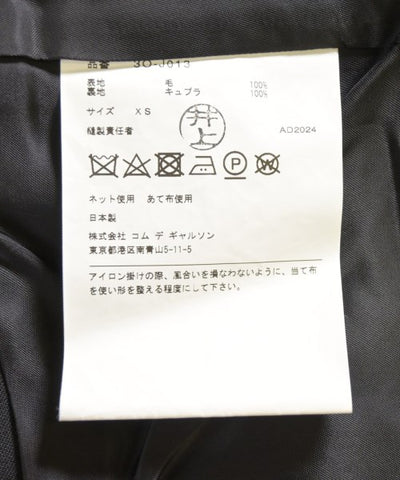 品番 3O-J013
表地 毛 100%
裏地 キュプラ 100%
サイズ XS
縫製責任者 井上 AD2024
P W
ネット使用 あて布使用
日本製
株式会社 コム デ ギャルソン
東京都港区南青山5-11-5
アイロン掛けの際、風合いを損なわないように、当て布
を使い形を整える程度にして下さい。